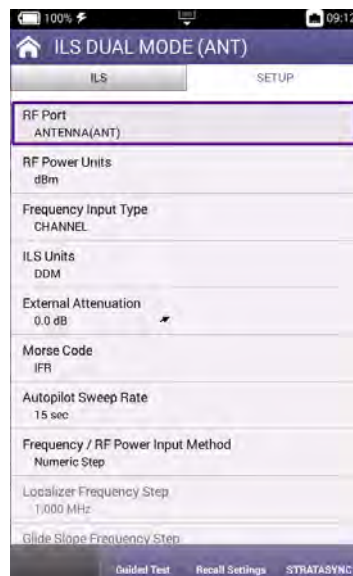 100% 09:12
ILS DUAL MODE (ANT)
ILS SETUP
RF Port
ANTENNA(ANT)
RF Power Units
dBm
Frequency Input Type
CHANNEL
ILS Units
DDM
External Attenuation
0.0 dB
Morse Code
IFR
Autopilot Sweep Rate
15 sec
Frequency / RF Power Input Method
Numeric Step
Localizer Frequency Step
1.000 MHz
Glide Slope Frequency Step
Guided Test Recall Settings STRATASYNC